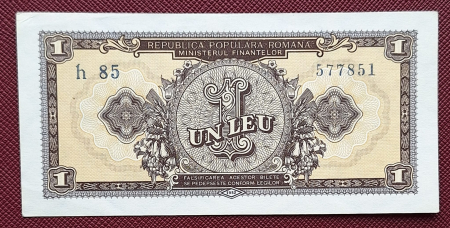 1 1
REPUBLICA POPULARA ROMANA
MINISTERUL FINANTELOR
h 85 577851
1
UN LEU
FALSIFICAREA ACESTOR BILETE
SE PEDEPSESTE CONFORM LEGILOR
1 1